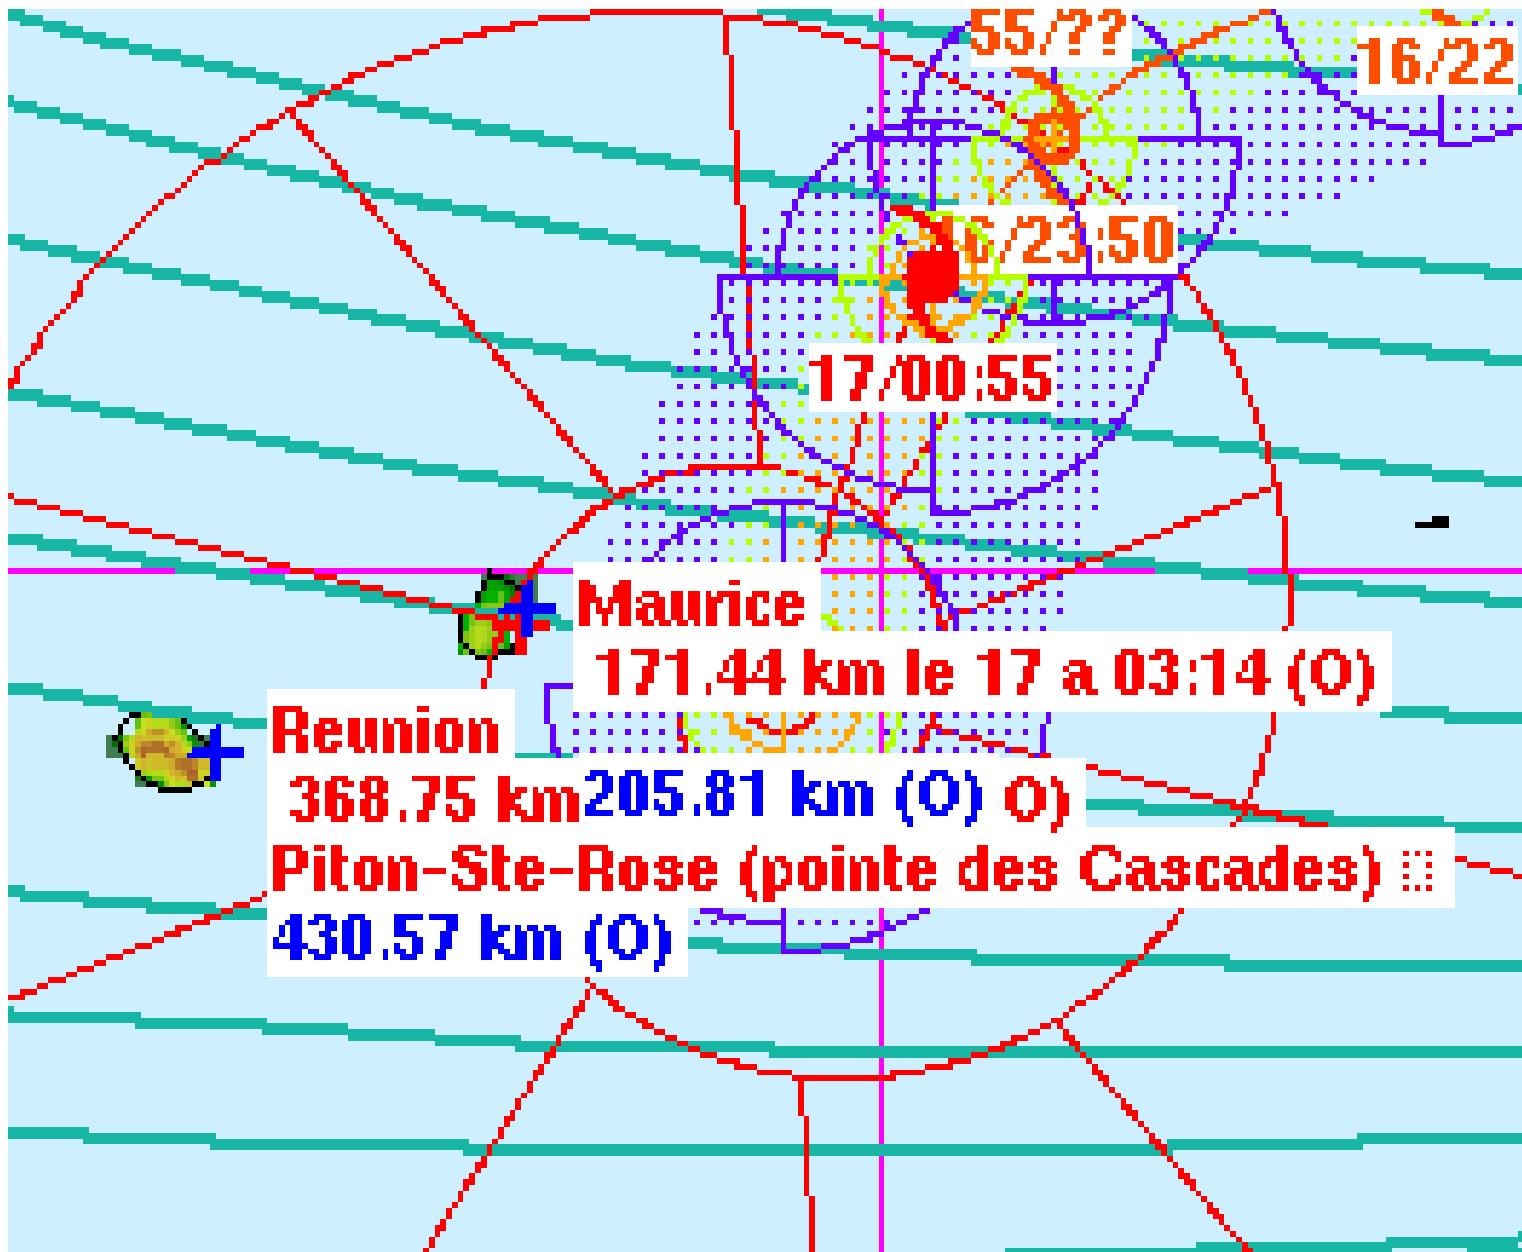 55/??
16/22
/23:50
17/00:55
Maurice
171.44 km le 17 a 03:14 (O)
Reunion
368.75 km 205.81 km (O) O)
Piton-Ste-Rose (pointe des Cascades)
430.57 km (O)